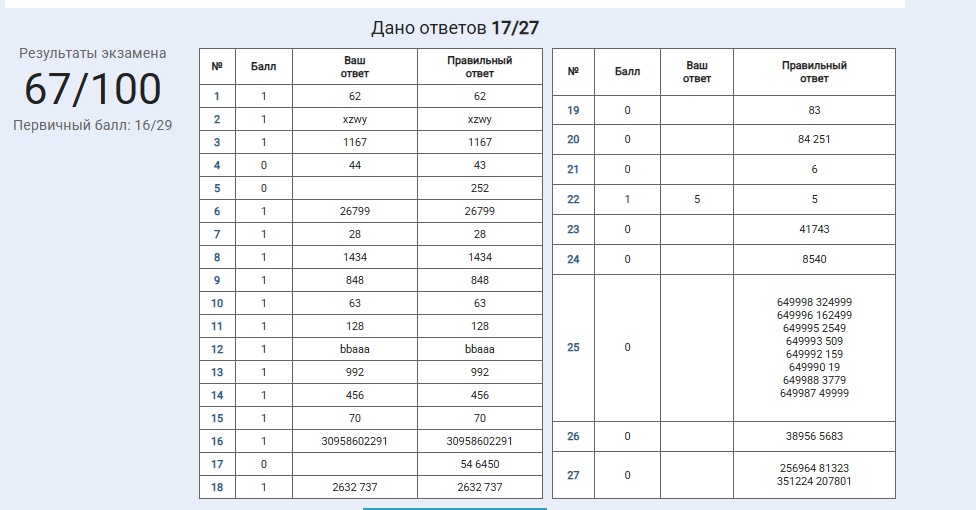 Дано ответов 17/27
Результаты экзамена
67/100
Первичный балл: 16/29
№ Балл Ваш ответ Правильный ответ
1 1 62 62
2 1 xzwy xzwy
3 1 1167 1167
4 0 44 43
5 0 252
6 1 26799 26799
7 1 28 28
8 1 1434 1434
9 1 848 848
10 1 63 63
11 1 128 128
12 1 bbaaa bbaaa
13 1 992 992
14 1 456 456
15 1 70 70
16 1 30958602291 30958602291
17 0 54 6450
18 1 2632 737 2632 737
№ Балл Ваш ответ Правильный ответ
19 0 83
20 0 84 251
21 0 6
22 1 5 5
23 0 41743
24 0 8540
25 0
649998 324999
649996 162499
649995 2549
649993 509
649992 159
649990 19
649988 3779
649987 49999
26 0 38956 5683
27 0
256964 81323
351224 207801